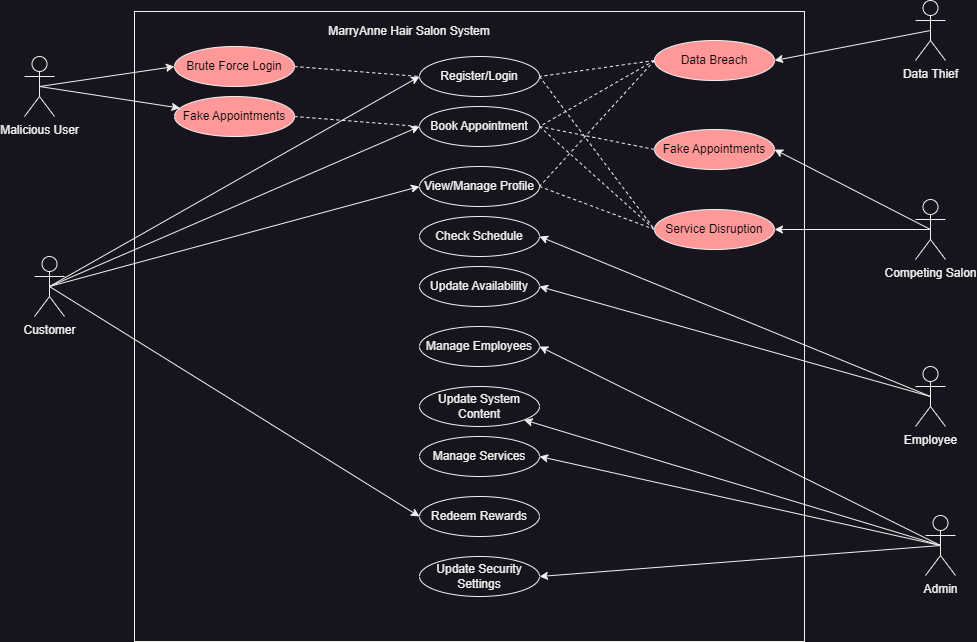 MarryAnne Hair Salon System
Brute Force Login
Register/Login
Data Breach
Data Thief
Malicious User
Fake Appointments
Book Appointment
Fake Appointments
View/Manage Profile
Check Schedule
Service Disruption
Competing Salon
Update Availability
Customer
Manage Employees
Update System
Content
Employee
Manage Services
Redeem Rewards
Update Security
Settings
Admin